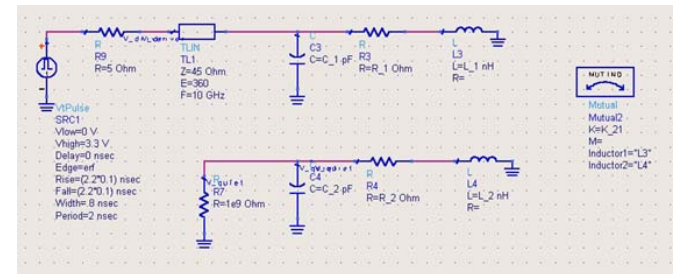 R
R9
R=5 Ohm
TLIN
TL1
Z=45 Ohm
E=360
F=10 GHz
C
C3
C=C_1 pF
R
R3
R=R_1 Ohm
L
L3
L=L_1 nH
R=
MUTIND
Mutual
Mutual2
K=K_21
M=
Inductor1="L3"
Inductor2="L4"
VtPulse
SRC1
Vlow=0 V
Vhigh=3.3 V
Delay=0 nsec
Edge=erf
Rise=(2.2*0.1) nsec
Fall=(2.2*0.1) nsec
Width=.8 nsec
Period=2 nsec
V_quiet
R
R7
R=1e9 Ohm
C4
C=C_2 pF
R
R4
R=R_2 Ohm
L
L4
L=L_2 nH
R=